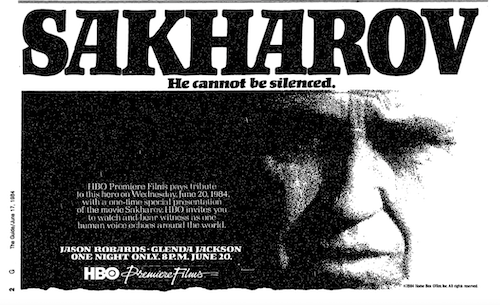 SAKHAROV
He cannot be silenced.
HBO Premiere Films pays tribute
to this hero on Wednesday, June 20, 1984,
with a one-time special presentation
of the movie Sakharov. HBO invites you
to watch and bear witness as one
human voice echoes around the world.
JASON ROBARDS · GLENDA JACKSON
ONE NIGHT ONLY. 8 P.M. JUNE 20.
HBO Premiere Films
©1984 Home Box Office, Inc. All rights reserved.
2 G The Guide/June 17, 1984